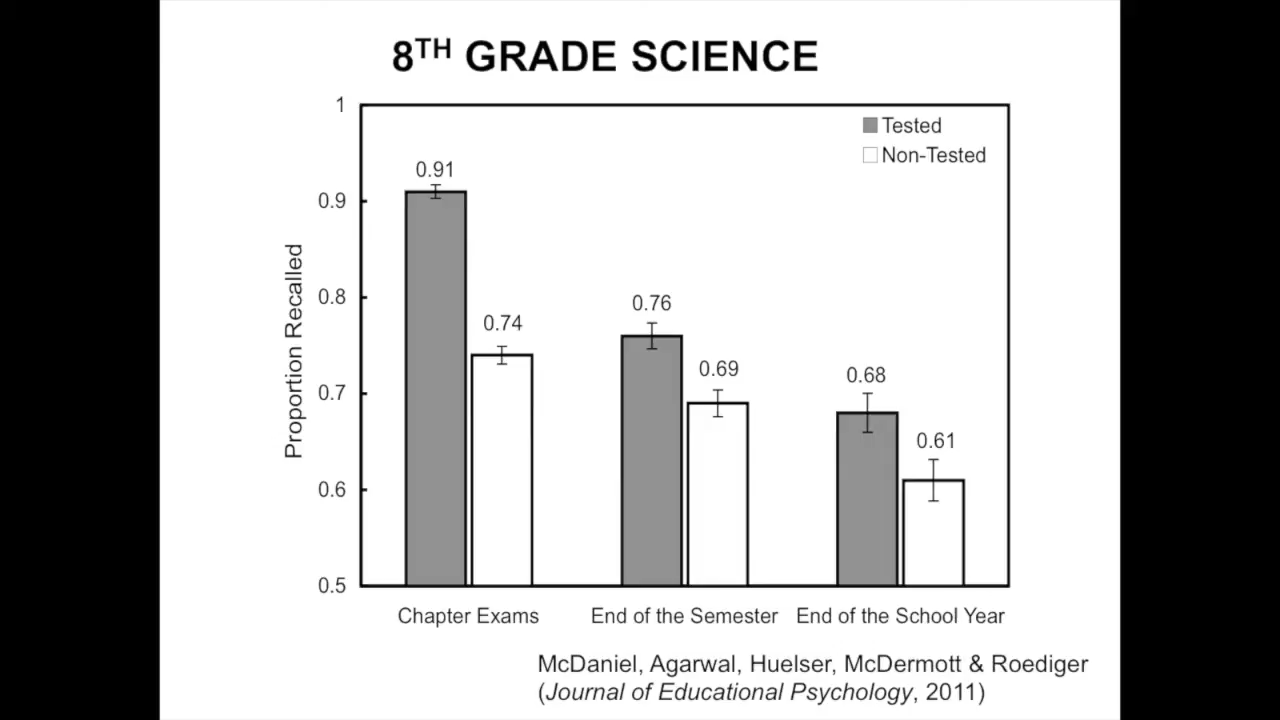 8TH GRADE SCIENCE
1
Tested
Non-Tested
0.91
0.9
0.8
0.76
0.74
0.7
0.69
0.68
0.61
0.6
0.5
Proportion Recalled
Chapter Exams
End of the Semester
End of the School Year
McDaniel, Agarwal, Huelser, McDermott & Roediger
(Journal of Educational Psychology, 2011)